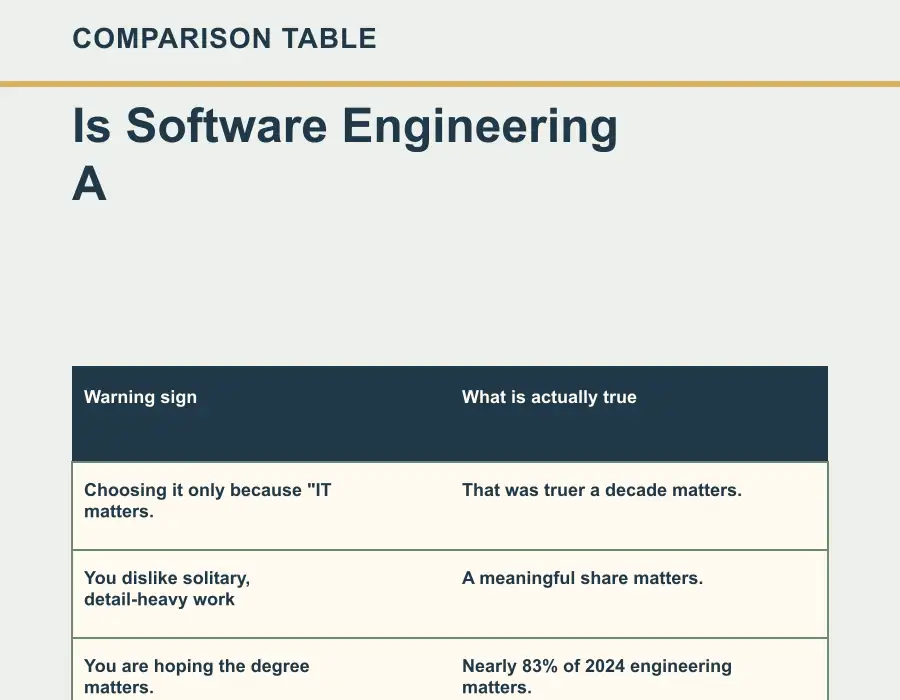 COMPARISON TABLE
Is Software Engineering
A
Warning sign
What is actually true
Choosing it only because "IT
matters.
That was truer a decade matters.
You dislike solitary,
detail-heavy work
A meaningful share matters.
You are hoping the degree
matters.
Nearly 83% of 2024 engineering
matters.